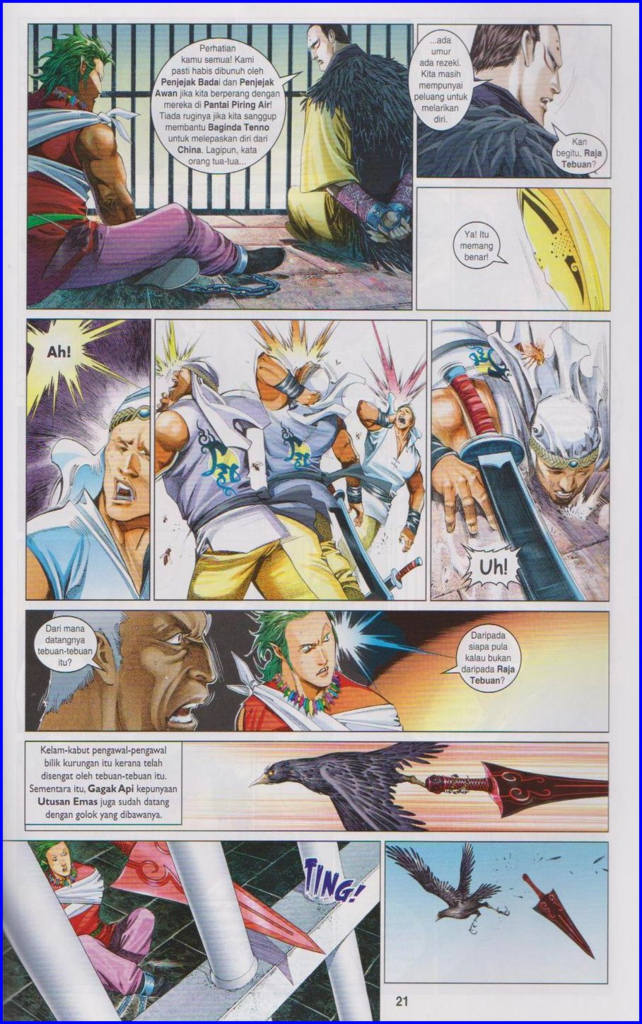 Perhatian
kamu semua! Kami
pasti habis dibunuh oleh
Penjejak Badai dan Penjejak
Awan jika kita berperang dengan
mereka di Pantai Piring Air!
Tiada ruginya jika kita sanggup
membantu Baginda Tenno
untuk melepaskan diri dari
China. Lagipun, kata
orang tua-tua...
...ada
umur
ada rezeki.
Kita masih
mempunyai
peluang untuk
melarikan
diri.
Kan
begitu, Raja
Tebuan?
Ya! Itu
memang
benar!
Ah!
Uh!
Dari mana
datangnya
tebuan-tebuan
itu?
Daripada
siapa pula
kalau bukan
daripada Raja
Tebuan?
Kelam-kabut pengawal-pengawal
bilik kurungan itu kerana telah
disengat oleh tebuan-tebuan itu.
Sementara itu, Gagak Api kepunyaan
Utusan Emas juga sudah datang
dengan golok yang dibawanya.
TING!
21